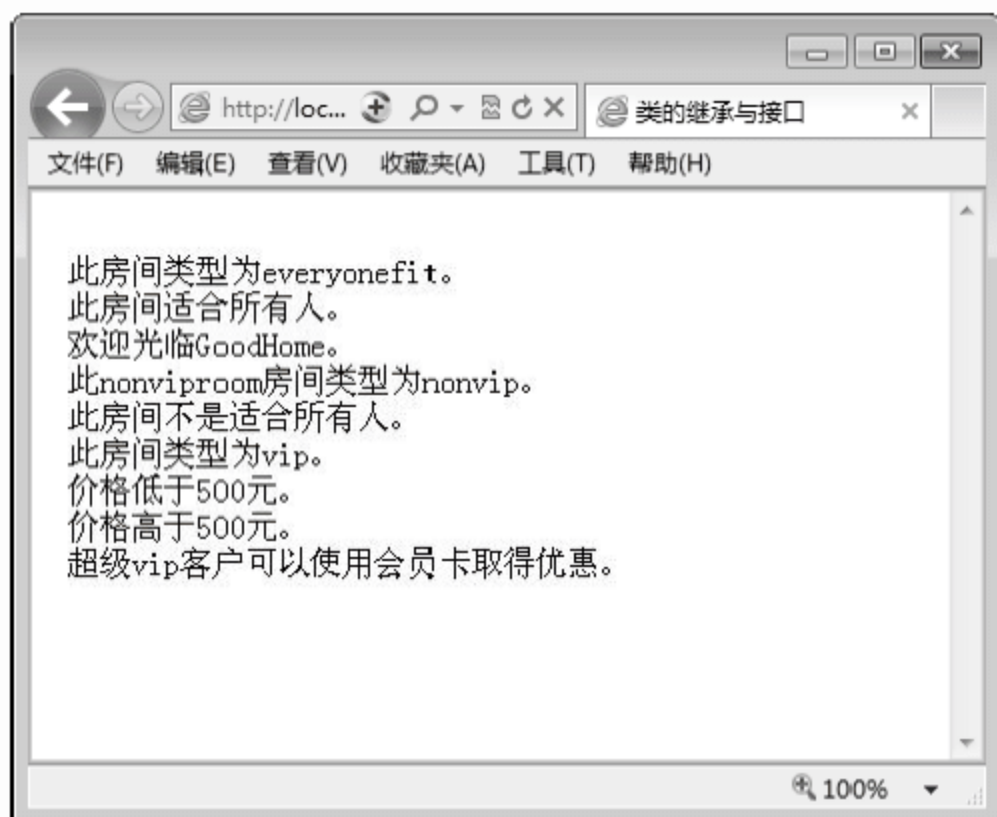 http://loc...
类的继承与接口
文件(F) 编辑(E) 查看(V) 收藏夹(A) 工具(T) 帮助(H)
此房间类型为everyonefit。
此房间适合所有人。
欢迎光临GoodHome。
此nonviproom房间类型为nonvip。
此房间不是适合所有人。
此房间类型为vip。
价格低于500元。
价格高于500元。
超级vip客户可以使用会员卡取得优惠。
100%